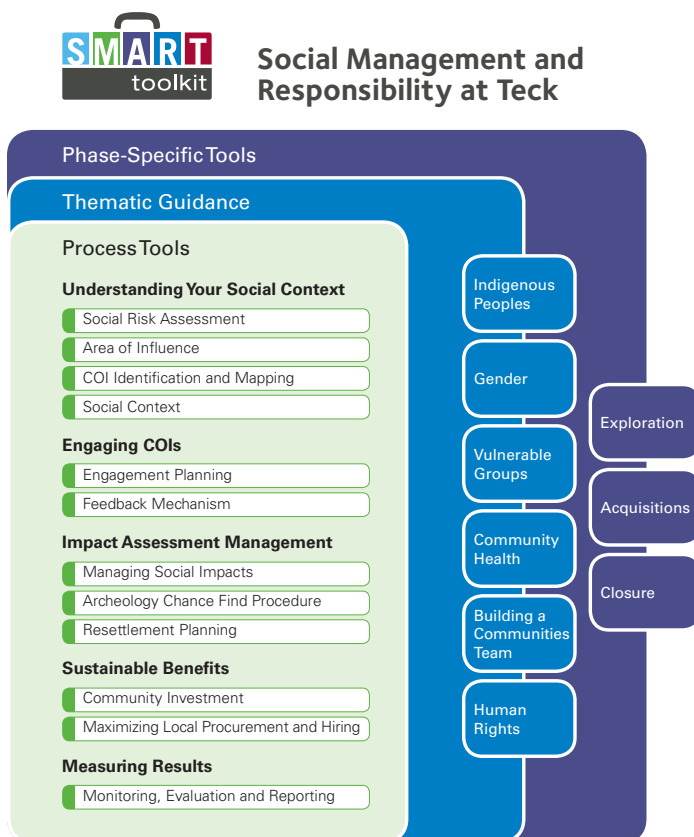 SMART
toolkit
Social Management and
Responsibility at Teck
Phase-Specific Tools
Thematic Guidance
Process Tools
Understanding Your Social Context
Social Risk Assessment
Area of Influence
COI Identification and Mapping
Social Context
Engaging COIs
Engagement Planning
Feedback Mechanism
Impact Assessment Management
Managing Social Impacts
Archeology Chance Find Procedure
Resettlement Planning
Sustainable Benefits
Community Investment
Maximizing Local Procurement and Hiring
Measuring Results
Monitoring, Evaluation and Reporting
Indigenous
Peoples
Gender
Vulnerable
Groups
Community
Health
Building a
Communities
Team
Human
Rights
Exploration
Acquisitions
Closure